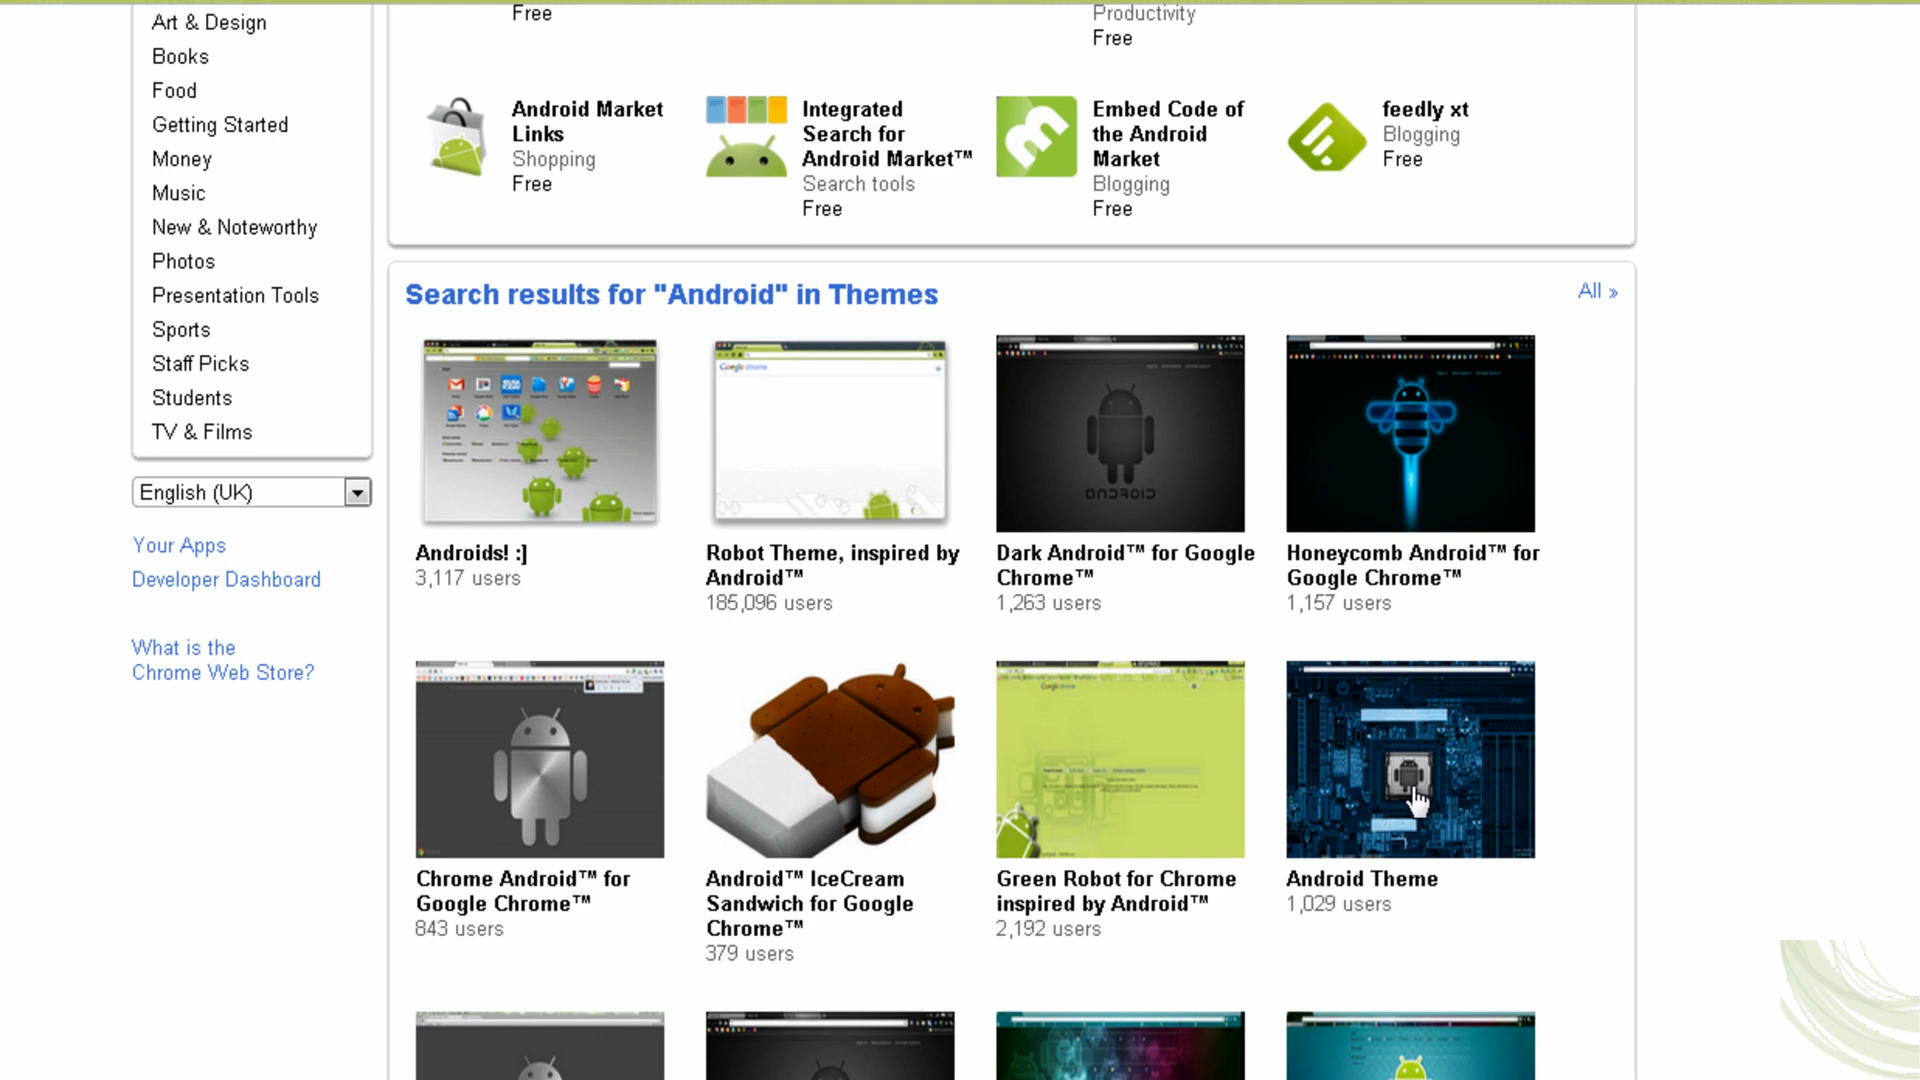 Art & Design
Books
Food
Getting Started
Money
Music
New & Noteworthy
Photos
Presentation Tools
Sports
Staff Picks
Students
TV & Films
English (UK)
Your Apps
Developer Dashboard
What is the
Chrome Web Store?
Free
Productivity
Free
Android Market
Links
Shopping
Free
Integrated
Search for
Android Market™
Search tools
Free
Embed Code of
the Android
Market
Blogging
Free
feedly xt
Blogging
Free
Search results for "Android" in Themes
All »
Androids! :]
3,117 users
Google chrome
Robot Theme, inspired by
Android™
185,096 users
ANDROID
Dark Android™ for Google
Chrome™
1,263 users
Honeycomb Android™ for
Google Chrome™
1,157 users
Chrome Android™ for
Google Chrome™
843 users
Android™ IceCream
Sandwich for Google
Chrome™
379 users
Google chrome
Green Robot for Chrome
inspired by Android™
2,192 users
Android Theme
1,029 users